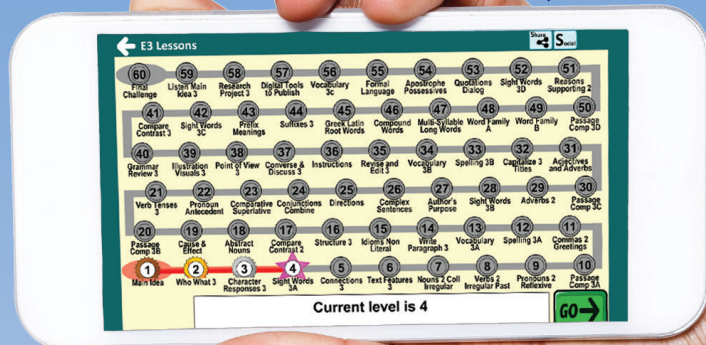 E3 Lessons
Share
Social
60 59 58 57 56 55 54 53 52 51
Final Challenge
Listen Main Idea 3
Research Project 3
Digital Tools to Publish
Vocabulary 3c
Formal Language
Apostrophe Possessives
Quotations Dialog
Sight Words 3D
Reasons Supporting 2
41 42 43 44 45 46 47 48 49 50
Compare Contrast 3
Sight Words 3C
Prefix Meanings
Suffixes 3
Greek Latin Root Words
Compound Words
Multi-Syllable Long Words
Word Family A
Word Family B
Passage Comp 3D
40 39 38 37 36 35 34 33 32 31
Grammar Review 3
Illustration Visuals 3
Point of View 3
Converse & Discuss 3
Instructions
Revise and Edit 3
Vocabulary 3B
Spelling 3B
Capitalize 3 Titles
Adjectives and Adverbs
21 22 23 24 25 26 27 28 29 30
Verb Tenses 3
Pronoun Antecedent
Comparative Superlative
Conjunctions Combine
Directions
Complex Sentences
Author's Purpose
Sight Words 3B
Adverbs 2
Passage Comp 3C
20 19 18 17 16 15 14 13 12 11
Passage Comp 3B
Cause & Effect
Abstract Nouns
Compare Contrast 2
Structure 3
Idioms Non Literal
Write Paragraph 3
Vocabulary 3A
Spelling 3A
Commas 2 Greetings
1 2 3 4 5 6 7 8 9 10
Main Idea
Who What 3
Character Responses 3
Sight Words 3A
Connections 3
Text Features 3
Nouns 2 Coll Irregular
Verbs 2 Irregular Past
Pronouns 2 Reflexive
Passage Comp 3A
Current level is 4
GO